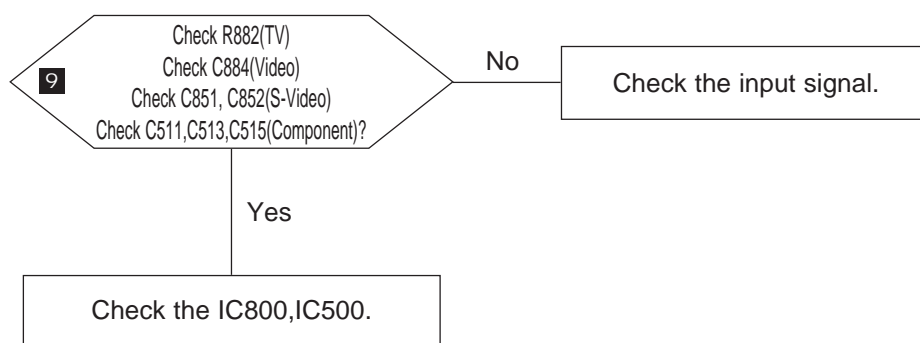 Check R882(TV)
9
Check C884(Video)
Check C851, C852(S-Video)
Check C511,C513,C515(Component)?
No
Check the input signal.
Yes
Check the IC800,IC500.